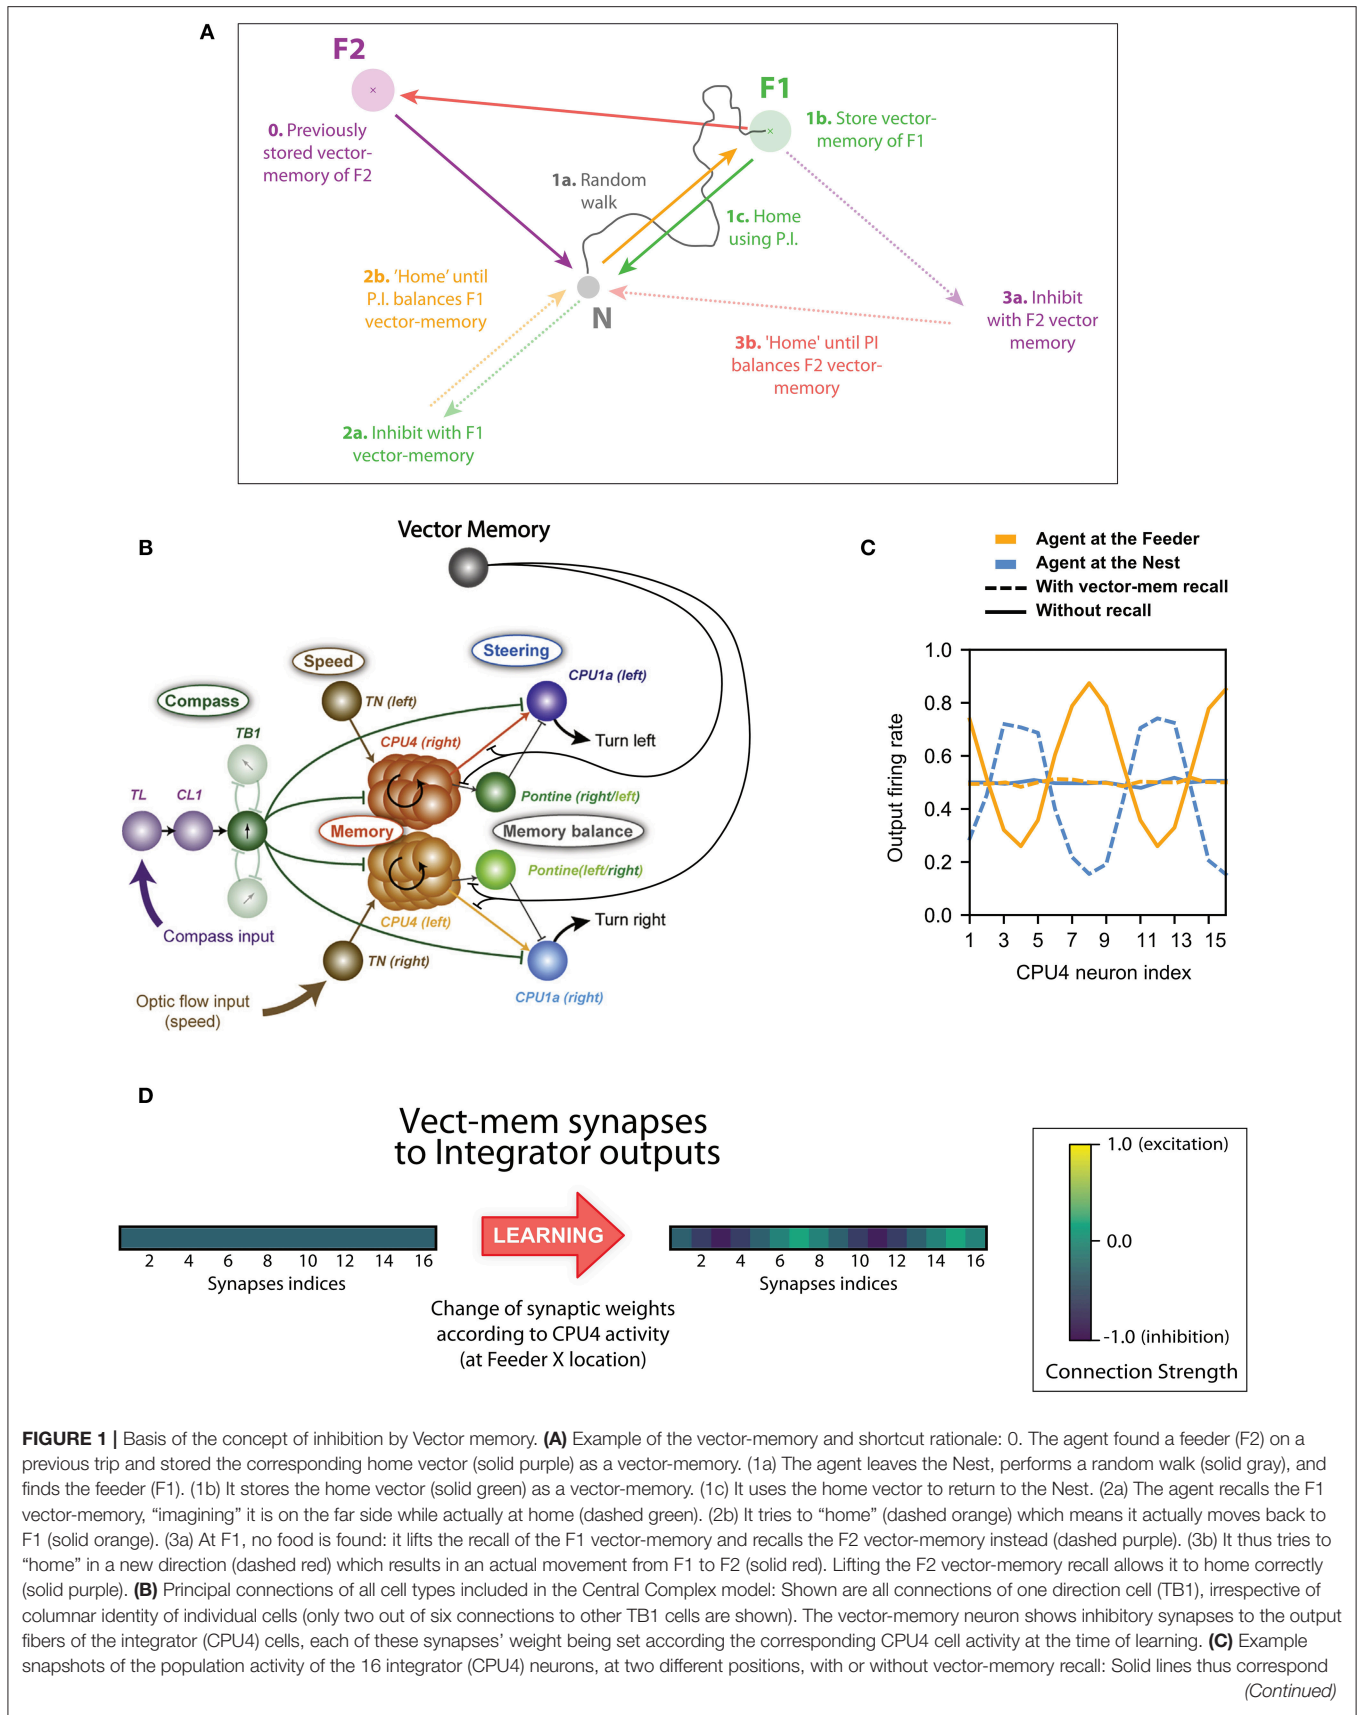 A
F2
F1
0. Previously
stored vector-
memory of F2
1b. Store vector-
memory of F1
1a. Random
walk
1c. Home
using P.I.
2b. ‘Home’ until
P.I. balances F1
vector-memory
N
3a. Inhibit
with F2 vector
memory
3b. 'Home' until PI
balances F2 vector-
memory
2a. Inhibit with F1
vector-memory
B
Vector Memory
Speed
Steering
Compass
TN (left)
CPU1a (left)
TB1
CPU4 (right)
Turn left
TL
CL1
Pontine (right/left)
Memory
Memory balance
Pontine(left/right)
CPU4 (left)
Turn right
Compass input
TN (right)
CPU1a (right)
Optic flow input
(speed)
C
Agent at the Feeder
Agent at the Nest
With vector-mem recall
Without recall
1.0
0.8
0.6
0.4
0.2
0.0
Output firing rate
1 3 5 7 9 11 13 15
CPU4 neuron index
D
Vect-mem synapses
to Integrator outputs
LEARNING
2 4 6 8 10 12 14 16
Synapses indices
2 4 6 8 10 12 14 16
Synapses indices
Change of synaptic weights
according to CPU4 activity
(at Feeder X location)
1.0 (excitation)
0.0
-1.0 (inhibition)
Connection Strength
FIGURE 1 | Basis of the concept of inhibition by Vector memory. (A) Example of the vector-memory and shortcut rationale: 0. The agent found a feeder (F2) on a
previous trip and stored the corresponding home vector (solid purple) as a vector-memory. (1a) The agent leaves the Nest, performs a random walk (solid gray), and
finds the feeder (F1). (1b) It stores the home vector (solid green) as a vector-memory. (1c) It uses the home vector to return to the Nest. (2a) The agent recalls the F1
vector-memory, “imagining” it is on the far side while actually at home (dashed green). (2b) It tries to “home” (dashed orange) which means it actually moves back to
F1 (solid orange). (3a) At F1, no food is found: it lifts the recall of the F1 vector-memory and recalls the F2 vector-memory instead (dashed purple). (3b) It thus tries to
“home” in a new direction (dashed red) which results in an actual movement from F1 to F2 (solid red). Lifting the F2 vector-memory recall allows it to home correctly
(solid purple). (B) Principal connections of all cell types included in the Central Complex model: Shown are all connections of one direction cell (TB1), irrespective of
columnar identity of individual cells (only two out of six connections to other TB1 cells are shown). The vector-memory neuron shows inhibitory synapses to the output
fibers of the integrator (CPU4) cells, each of these synapses’ weight being set according the corresponding CPU4 cell activity at the time of learning. (C) Example
snapshots of the population activity of the 16 integrator (CPU4) neurons, at two different positions, with or without vector-memory recall: Solid lines thus correspond
(Continued)